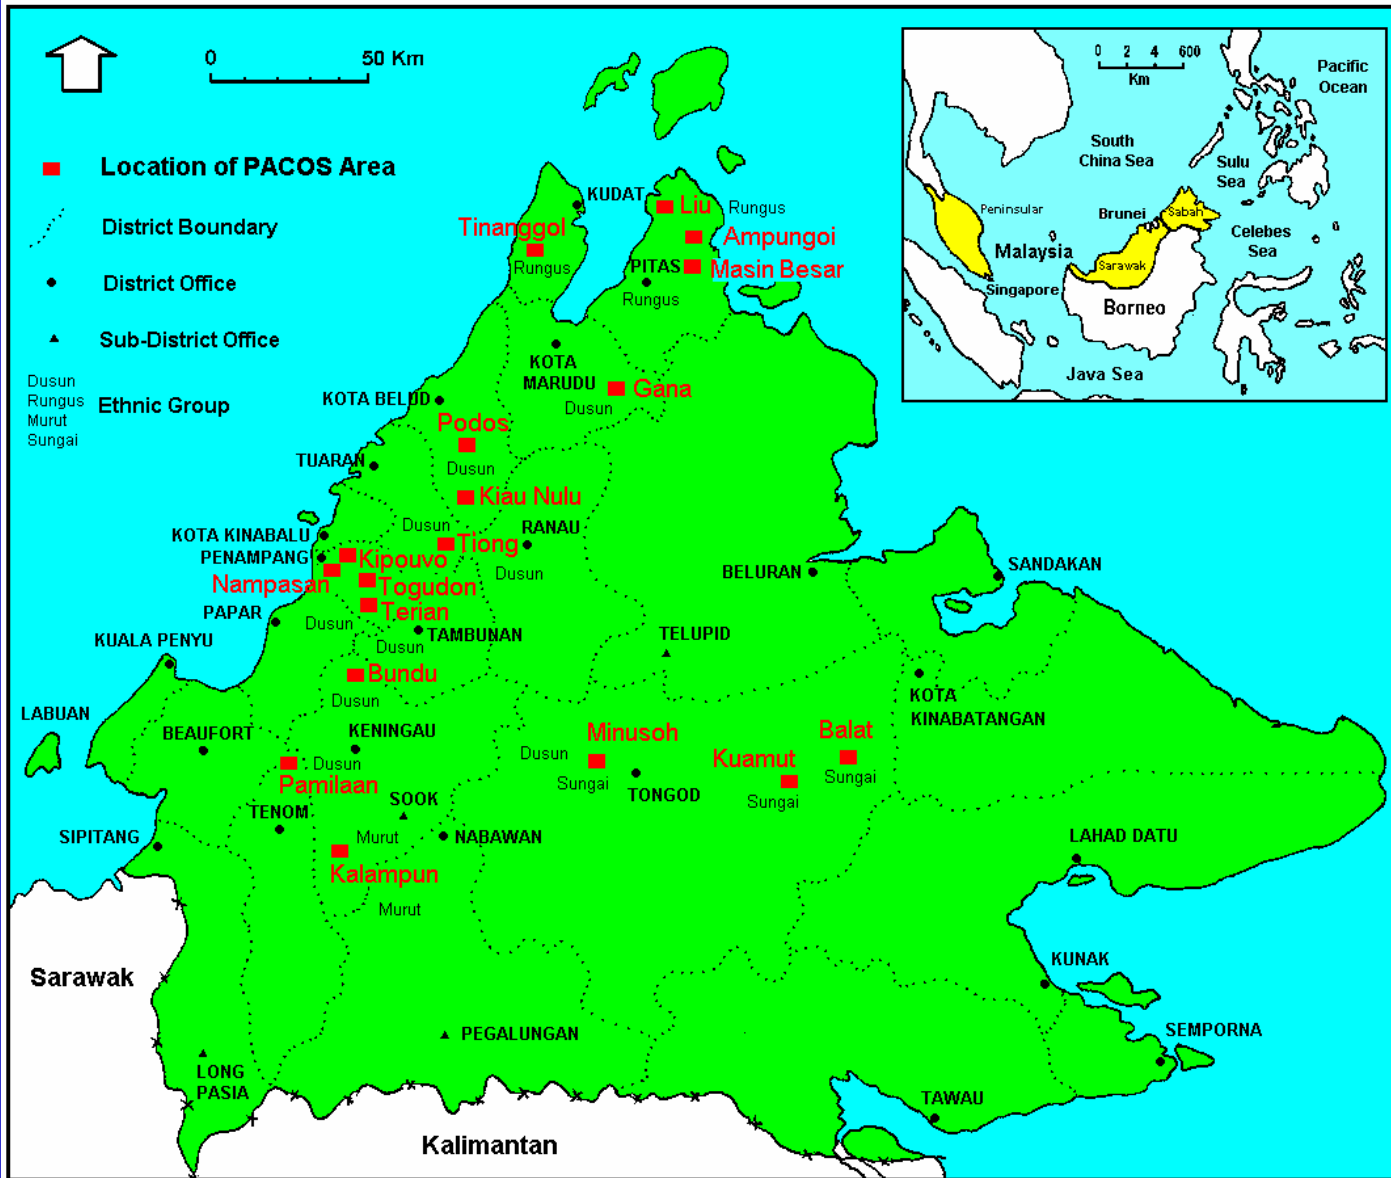 0 50 Km
Location of PACOS Area
District Boundary
District Office
Sub-District Office
Dusun
Rungus
Murut
Sungai
Ethnic Group
0 2 4 600
Km
Pacific
Ocean
South
China Sea
Sulu
Sea
Peninsular
Brunei
Sabah
Celebes
Sea
Malaysia
Sarawak
Singapore
Borneo
Java Sea
KUDAT
Tinanggol
Rungus
Liu
Rungus
Ampungoi
PITAS
Masin Besar
Rungus
KOTA
MARUDU
Gana
Dusun
KOTA BELUD
Podos
Dusun
TUARAN
Kiau Nulu
Dusun
RANAU
KOTA KINABALU
Tiong
PENAMPANG
Kipouvo
Dusun
Nampasan
Togudon
BELURAN
SANDAKAN
PAPAR
Terian
Dusun
TAMBUNAN
Dusun
TELUPID
KUALA PENYU
Bundu
Dusun
KOTA
KINABATANGAN
LABUAN
BEAUFORT
KENINGAU
Dusun
Minusoh
Dusun
Sungai
Balat
Kuamut
Sungai
Sungai
Pamilaan
TONGOD
SOOK
TENOM
Murut
NABAWAN
SIPITANG
LAHAD DATU
Kalampun
Murut
Sarawak
KUNAK
PEGALUNGAN
SEMPORNA
LONG
PASIA
TAWAU
Kalimantan